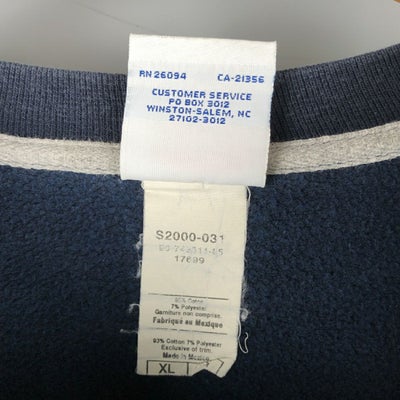 RN 26094 CA-21356
CUSTOMER SERVICE
PO BOX 3012
WINSTON-SALEM, NC
27102-3012
S2000-031
17699
7% Polyester
Garniture non comprise.
Fabriqué au Mexique
93% Cotton 7% Polyester
Exclusive of trim.
Made in Mexico
XL